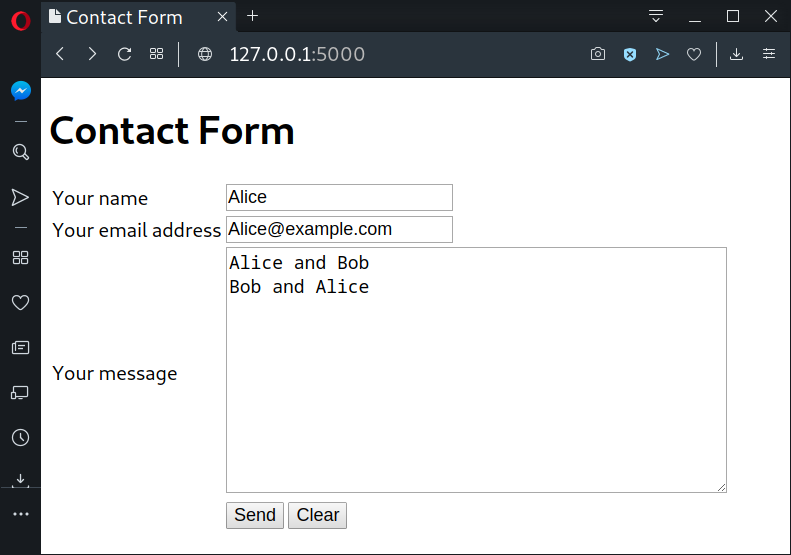 Contact Form
127.0.0.1:5000
Contact Form
Your name
Alice
Your email address
Alice@example.com
Alice and Bob
Bob and Alice
Your message
Send Clear